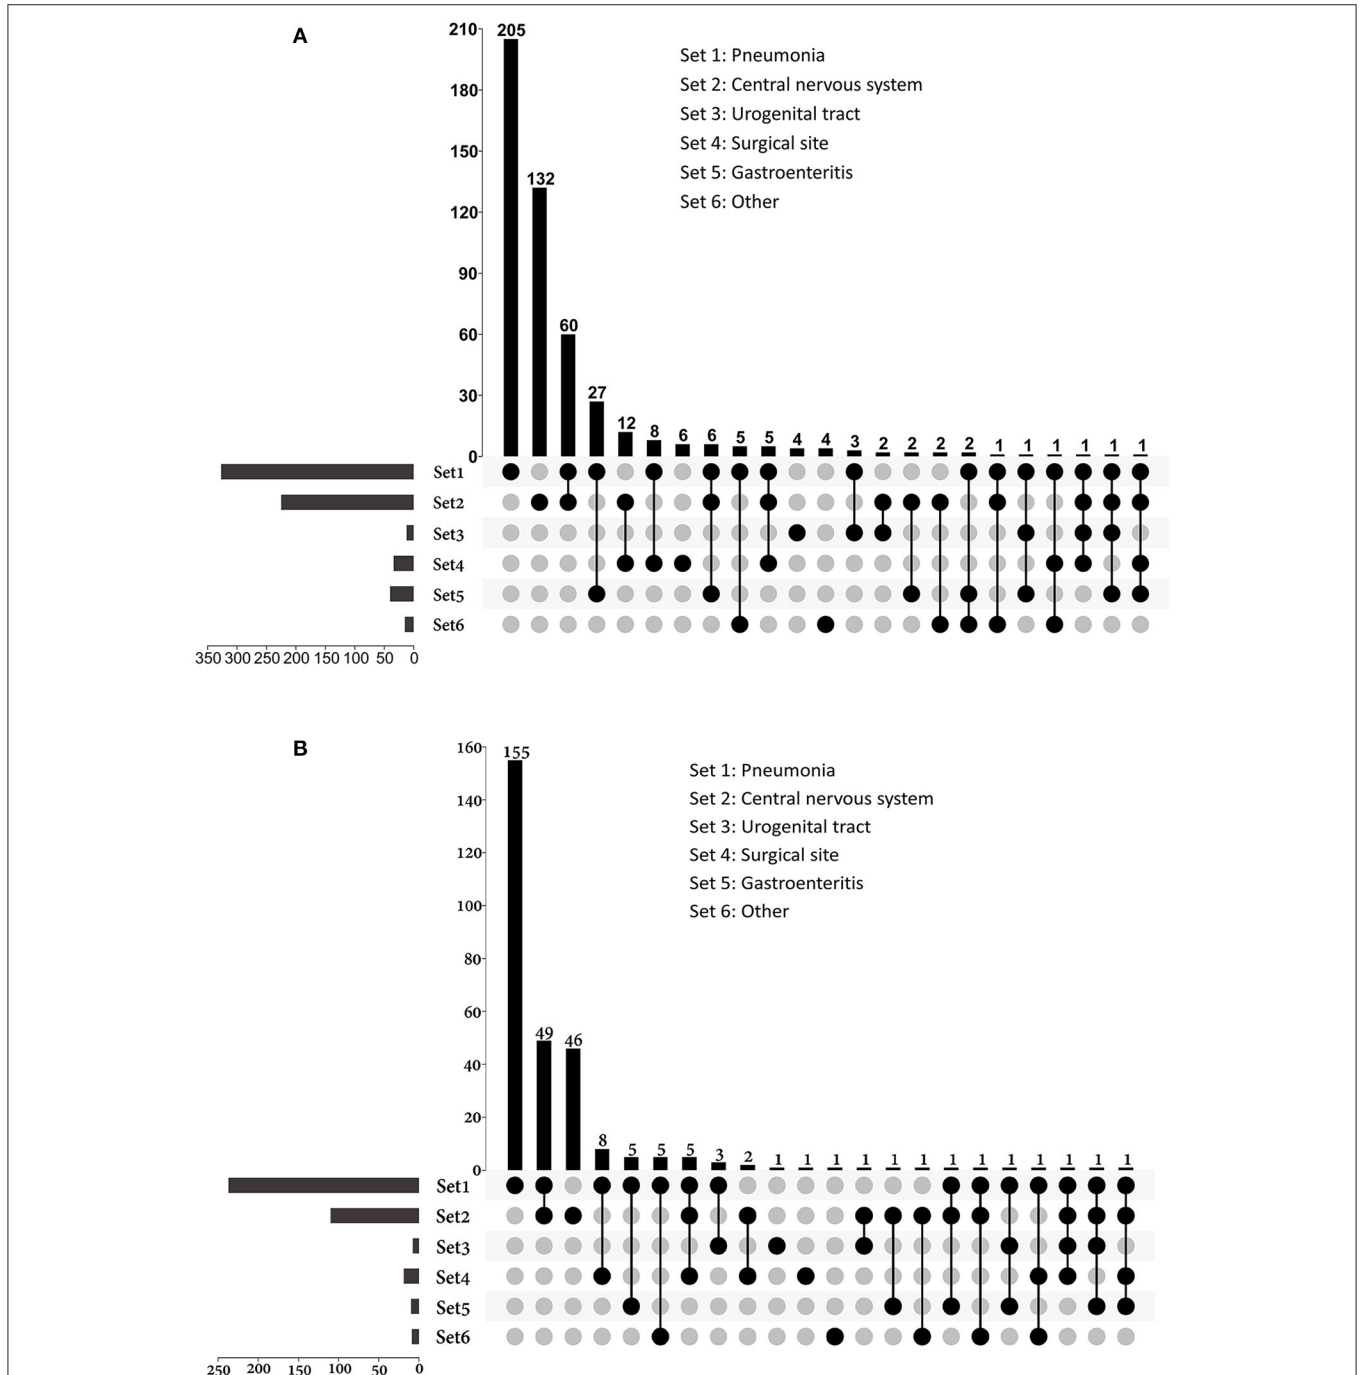 A
210
205
180
150
132
120
90
60
60
30
27
12
8
6
6
5
5
4
4
3
2
2
2
2
1
1
1
1
1
1
0
Set 1: Pneumonia
Set 2: Central nervous system
Set 3: Urogenital tract
Set 4: Surgical site
Set 5: Gastroenteritis
Set 6: Other
Set1
Set2
Set3
Set4
Set5
Set6
350 300 250 200 150 100 50 0
B
160
155
140
120
100
80
60
49
46
40
20
8
5
5
5
3
2
1
1
1
1
1
1
1
1
1
1
1
1
1
0
Set 1: Pneumonia
Set 2: Central nervous system
Set 3: Urogenital tract
Set 4: Surgical site
Set 5: Gastroenteritis
Set 6: Other
Set1
Set2
Set3
Set4
Set5
Set6
250 200 150 100 50 0